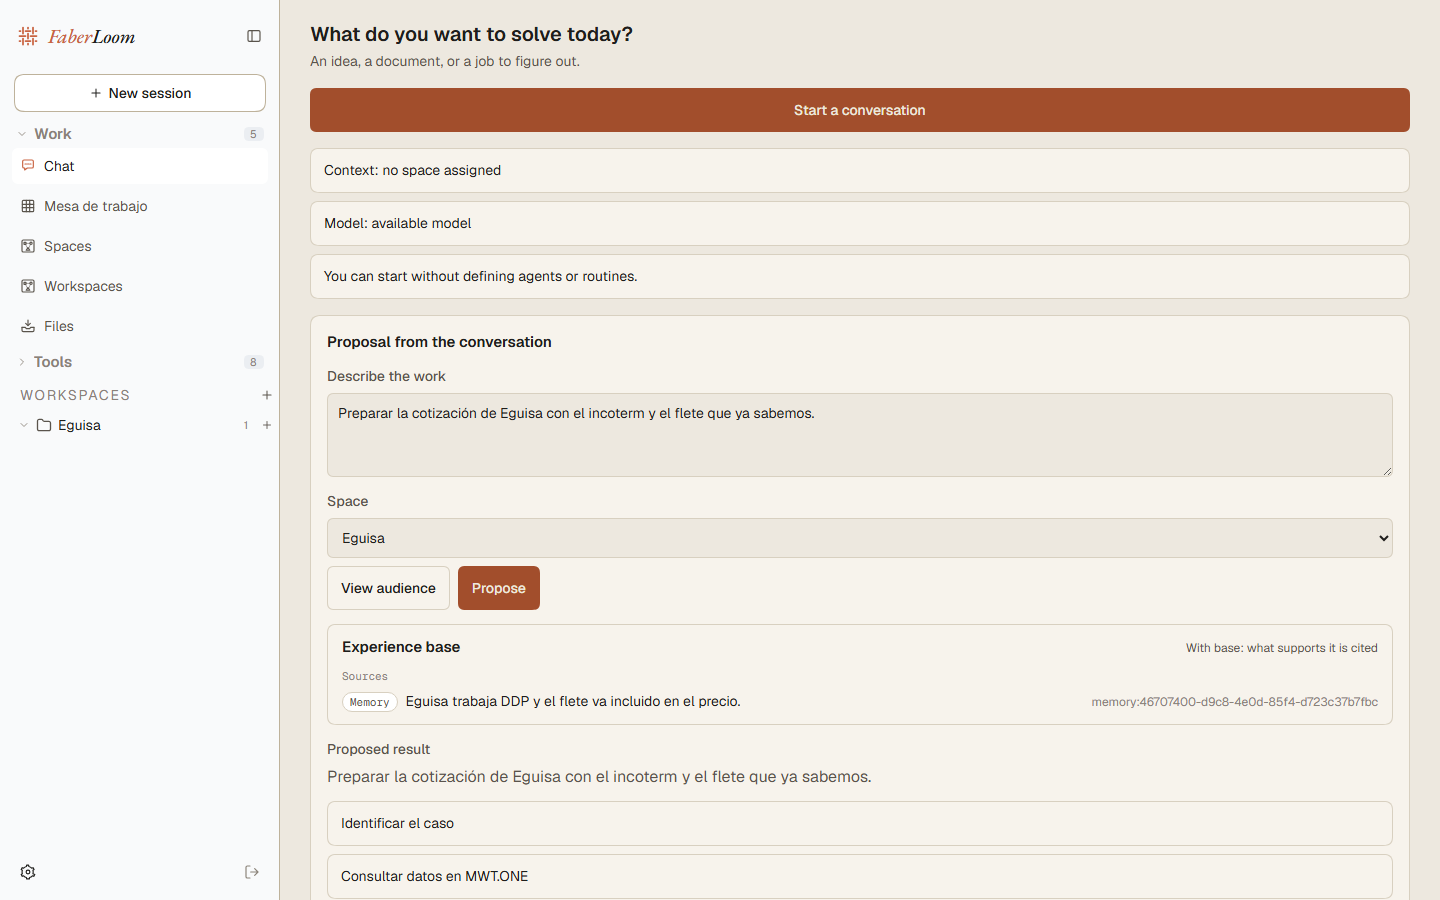 FaberLoom
New session
Work 5
Chat
Mesa de trabajo
Spaces
Workspaces
Files
Tools 8
WORKSPACES
Eguisa 1
What do you want to solve today?
An idea, a document, or a job to figure out.
Start a conversation
Context: no space assigned
Model: available model
You can start without defining agents or routines.
Proposal from the conversation
Describe the work
Preparar la cotización de Eguisa con el incoterm y el flete que ya sabemos.
Space
Eguisa
View audience
Propose
Experience base
With base: what supports it is cited
Sources
Memory Eguisa trabaja DDP y el flete va incluido en el precio. memory:46707400-d9c8-4e0d-85f4-d723c37b7fbc
Proposed result
Preparar la cotización de Eguisa con el incoterm y el flete que ya sabemos.
Identificar el caso
Consultar datos en MWT.ONE